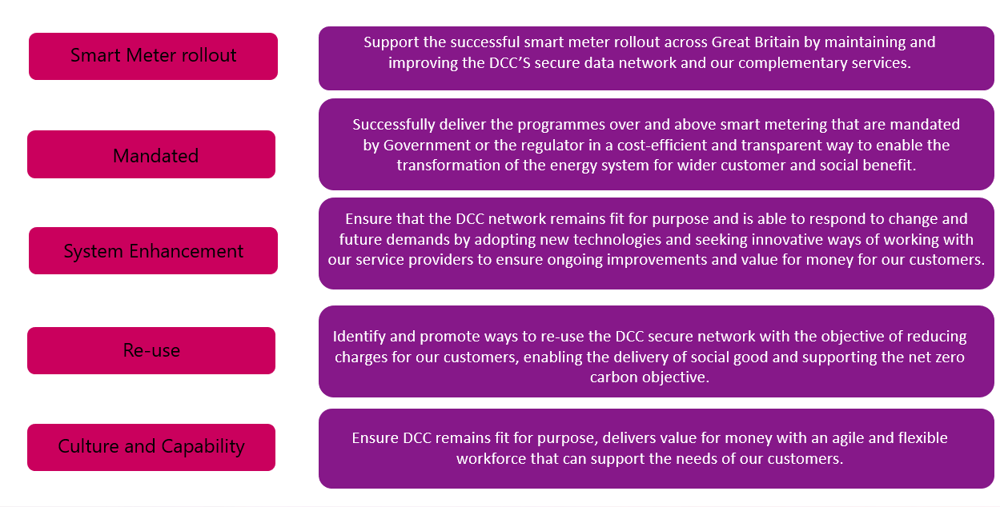 Smart Meter rollout
Support the successful smart meter rollout across Great Britain by maintaining and
improving the DCC'S secure data network and our complementary services.
Mandated
Successfully deliver the programmes over and above smart metering that are mandated
by Government or the regulator in a cost-efficient and transparent way to enable the
transformation of the energy system for wider customer and social benefit.
System Enhancement
Ensure that the DCC network remains fit for purpose and is able to respond to change and
future demands by adopting new technologies and seeking innovative ways of working with
our service providers to ensure ongoing improvements and value for money for our customers.
Re-use
Identify and promote ways to re-use the DCC secure network with the objective of reducing
charges for our customers, enabling the delivery of social good and supporting the net zero
carbon objective.
Culture and Capability
Ensure DCC remains fit for purpose, delivers value for money with an agile and flexible
workforce that can support the needs of our customers.